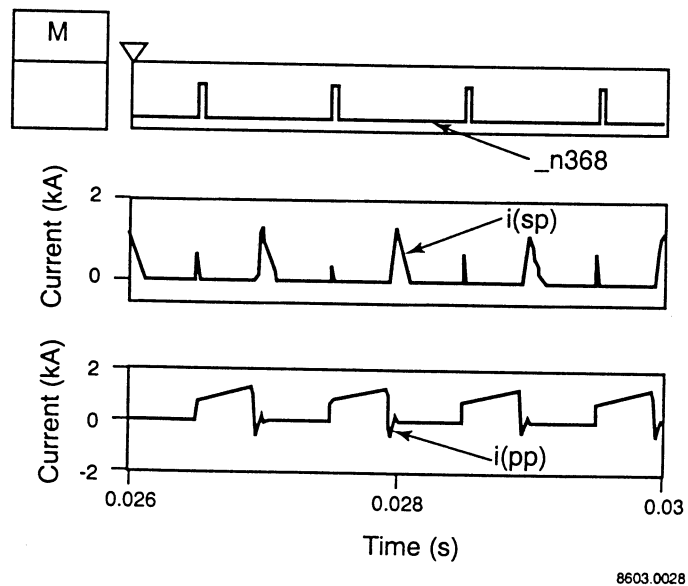 M
_n368
2
Current (kA)
0
i(sp)
2
Current (kA)
0
-2
i(pp)
0.026
0.028
0.03
Time (s)
8603.0028